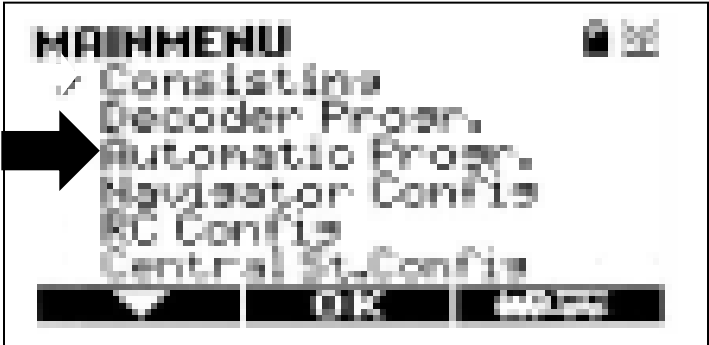 MAINMENU
Consisting
Decoder Progr.
Automatic Progr.
Navigator Config
RC Config
Central St.Config
OK